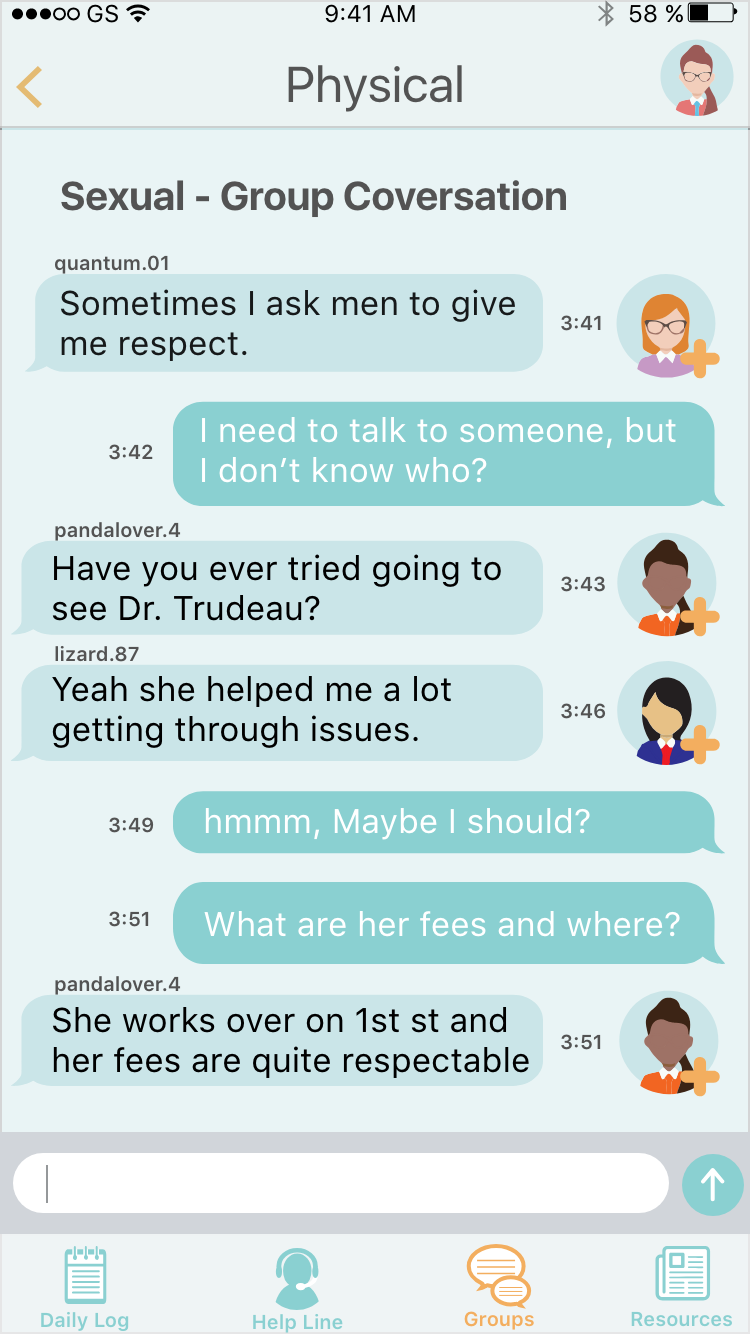 GS 9:41 AM 58 %
Physical
Sexual - Group Coversation
quantum.01
Sometimes I ask men to give
me respect.
3:41
I need to talk to someone, but
I don’t know who?
3:42
pandalover.4
Have you ever tried going to
see Dr. Trudeau?
3:43
lizard.87
Yeah she helped me a lot
getting through issues.
3:46
hmmm, Maybe I should?
3:49
What are her fees and where?
3:51
pandalover.4
She works over on 1st st and
her fees are quite respectable
3:51
Daily Log
Help Line
Groups
Resources